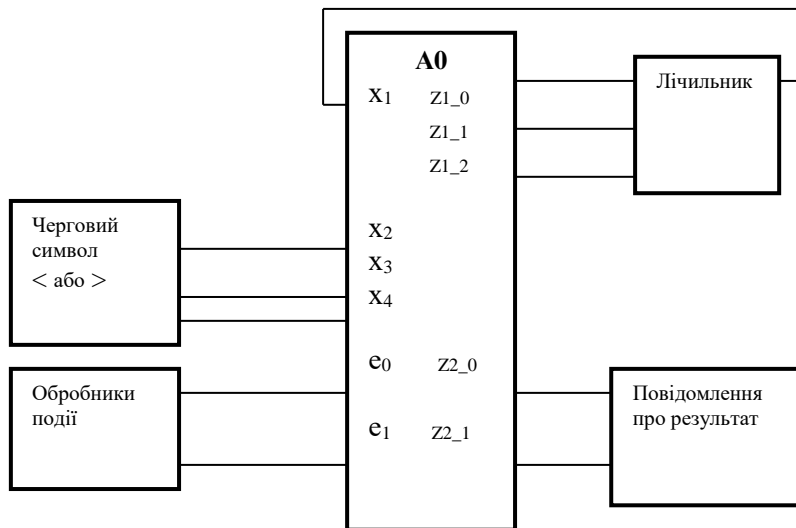 A0
x1 Z1_0
Z1_1
Z1_2
Лічильник
Черговий
символ
< або >
x2
x3
x4
e0 Z2_0
e1 Z2_1
Обробники
події
Повідомлення
про результат